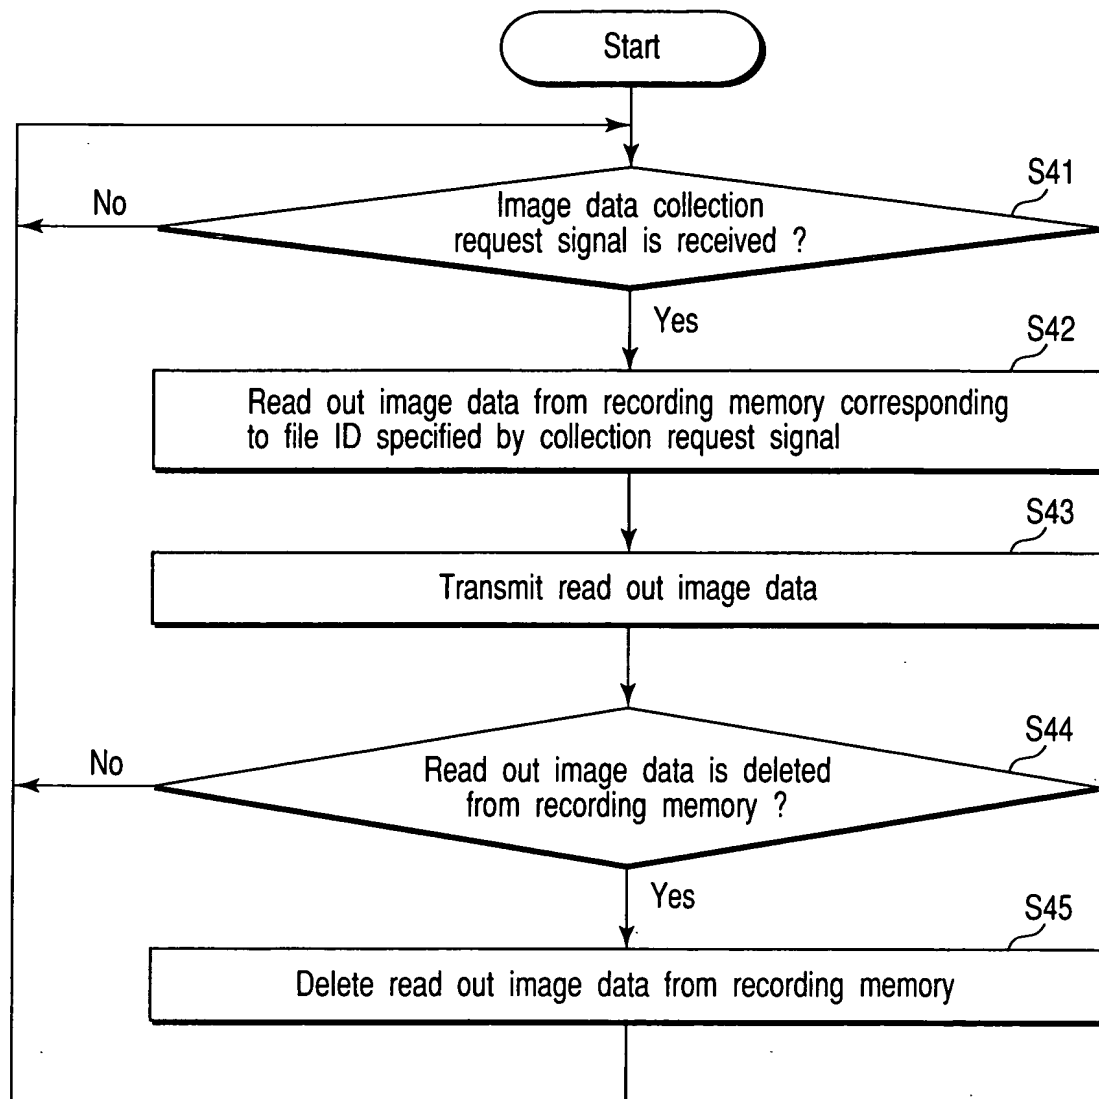 Start
S41
No
Image data collection
request signal is received ?
Yes
S42
Read out image data from recording memory corresponding
to file ID specified by collection request signal
S43
Transmit read out image data
S44
No
Read out image data is deleted
from recording memory ?
Yes
S45
Delete read out image data from recording memory